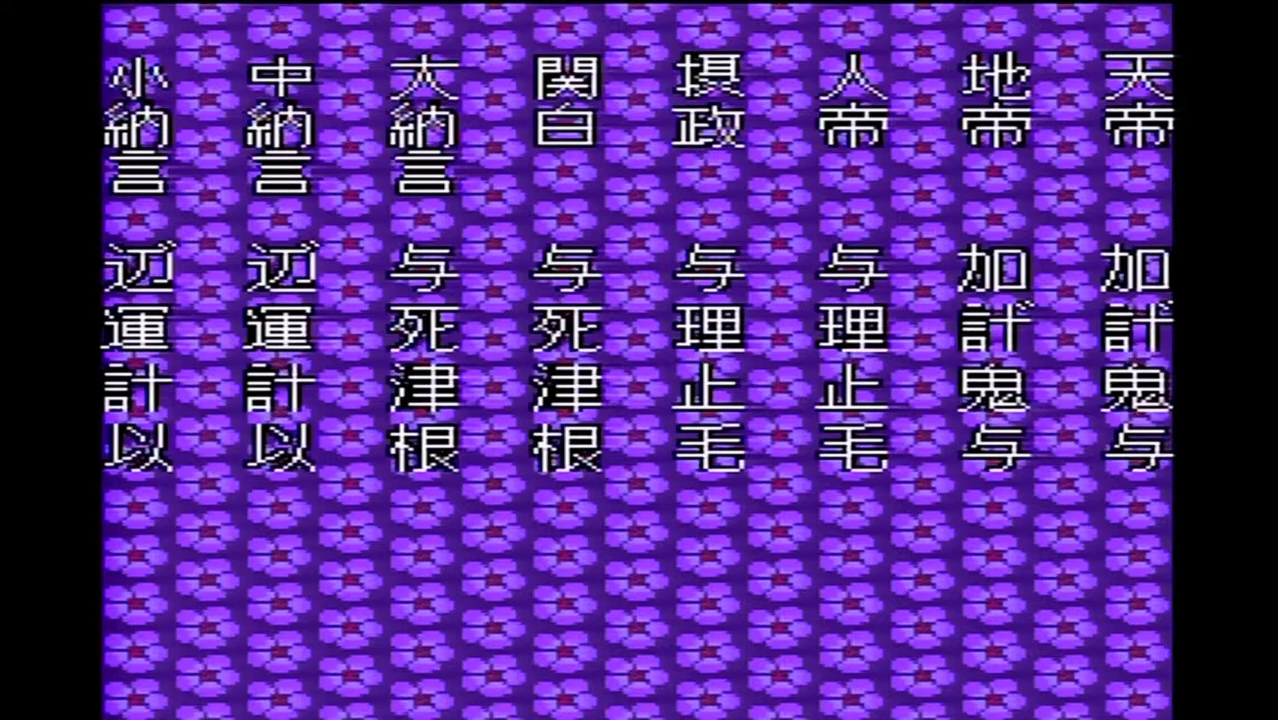 天帝 加計鬼与
地帝 加計鬼与
人帝 与理止毛
摂政 与理止毛
関白 与死津根
大納言 与死津根
中納言 辺運計以
小納言 辺運計以